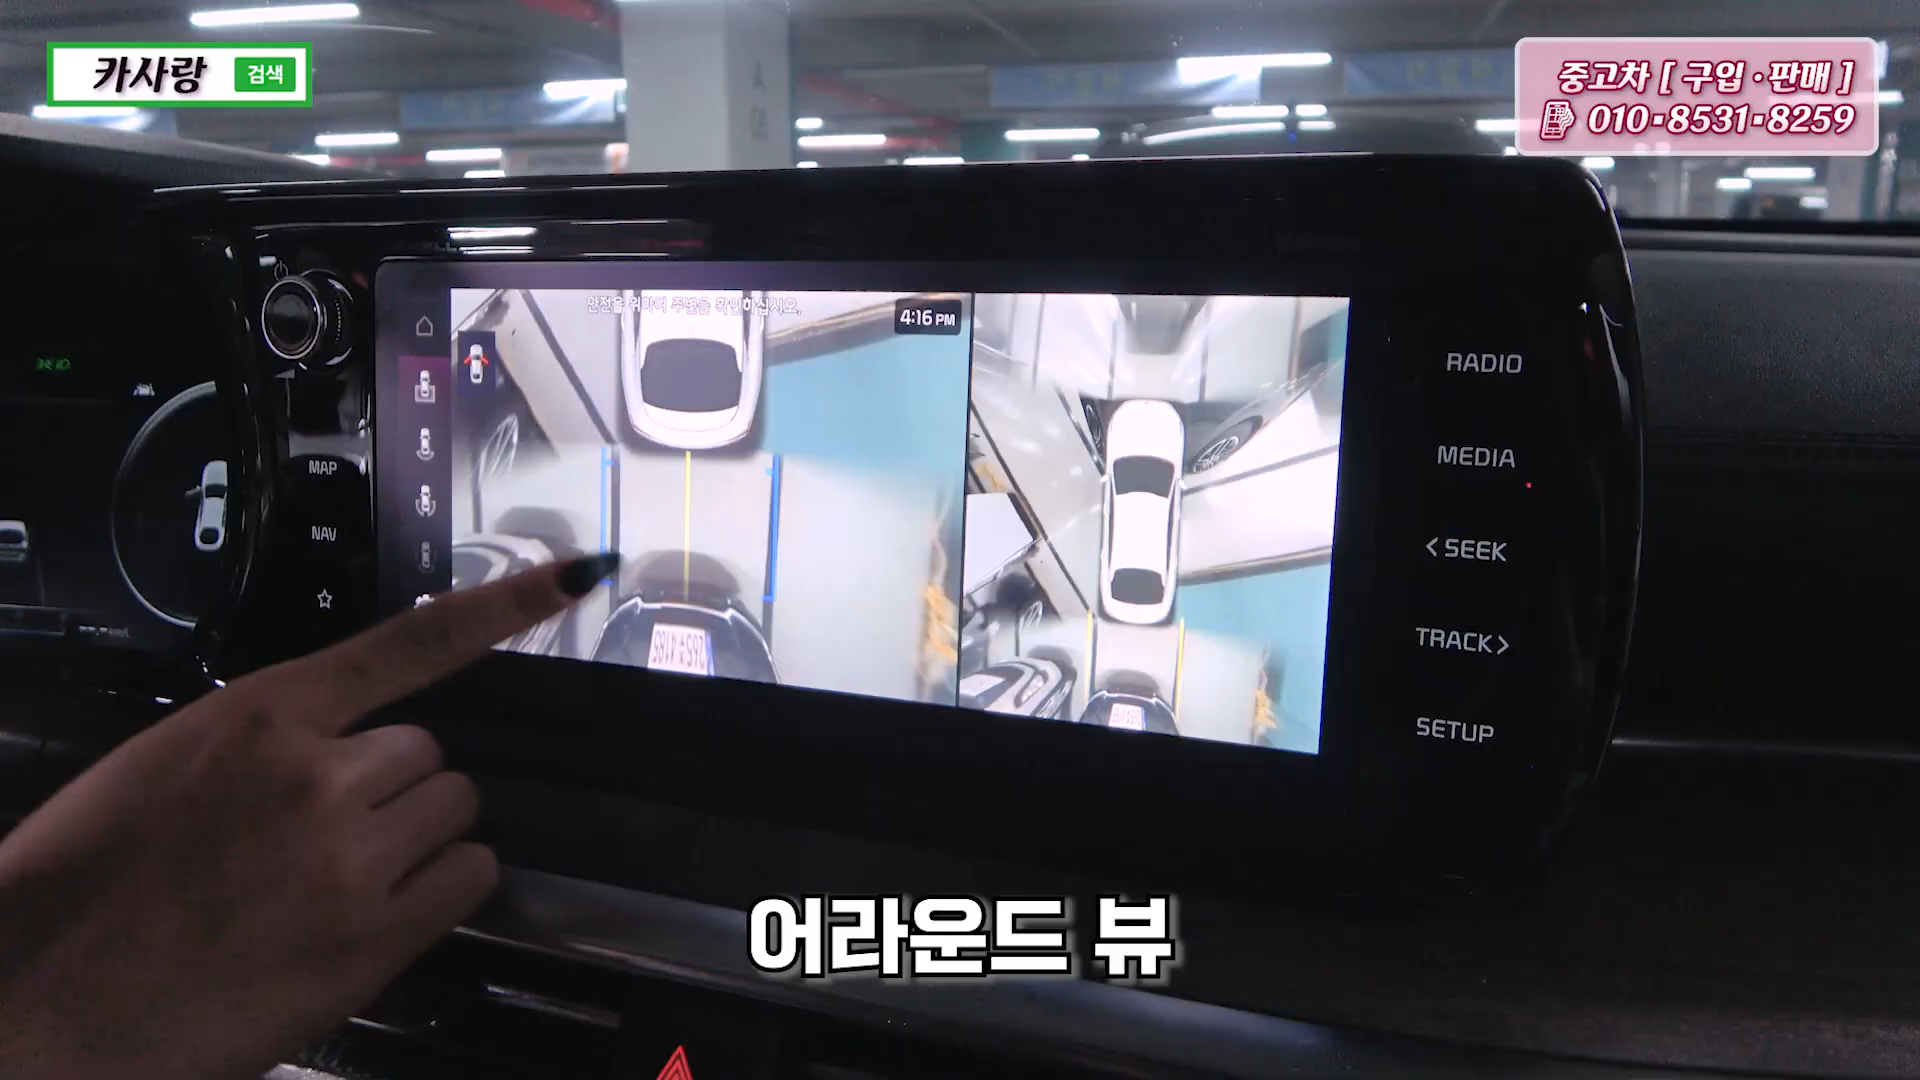 카사랑 검색
중고차 [ 구입·판매 ]
010·8531·8259
안전을 위하여 주변을 확인하십시오.
4:16 PM
RADIO
MEDIA
< SEEK
TRACK >
SETUP
MAP
NAV
어라운드 뷰